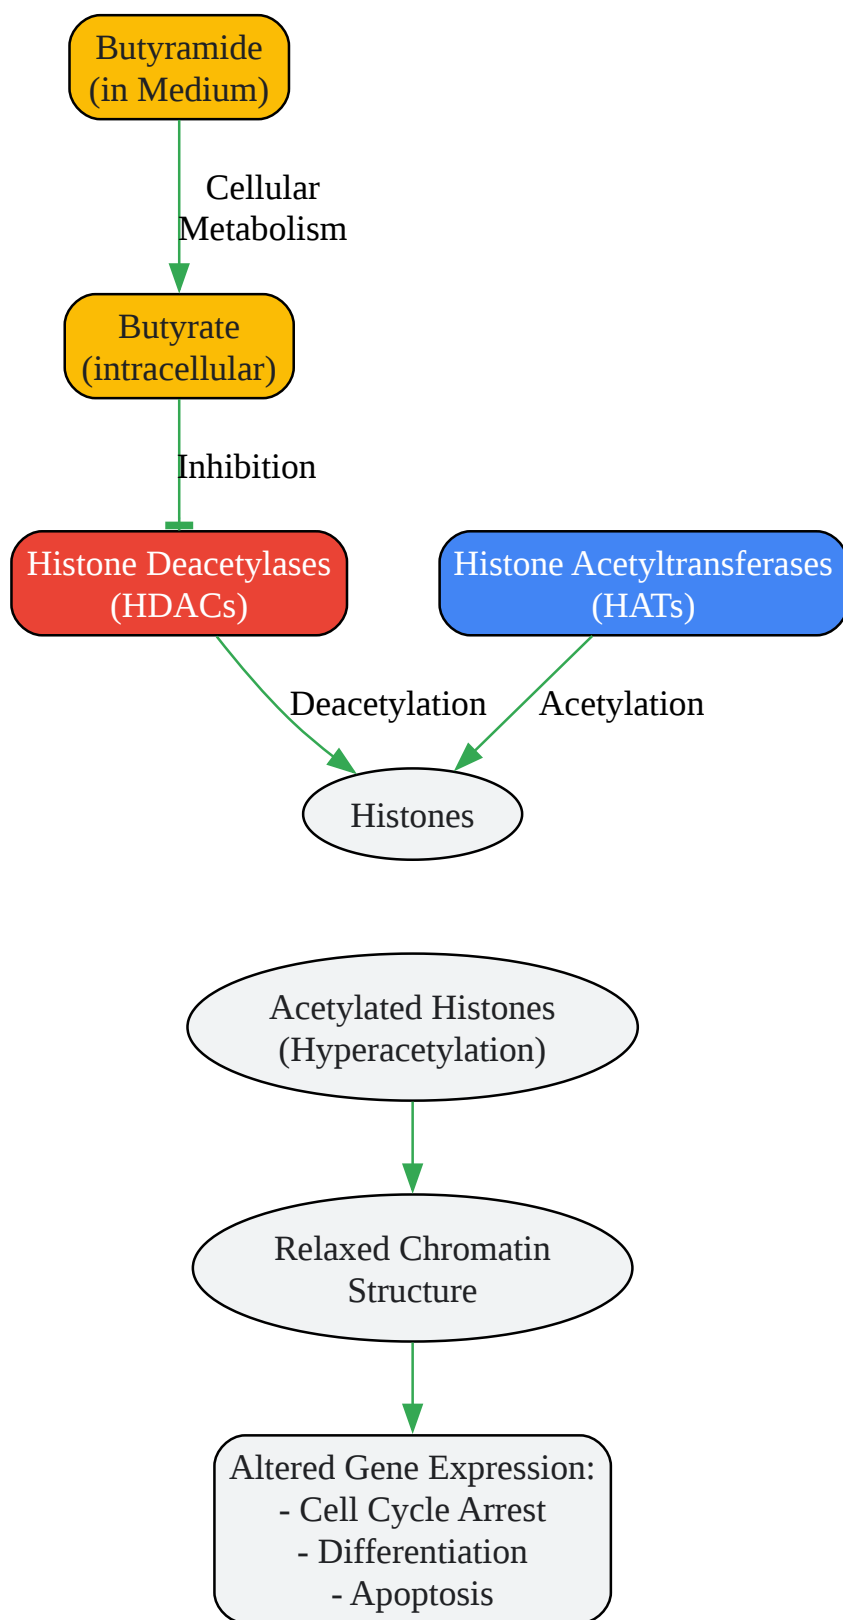 Butyramide
(in Medium)
Cellular
Metabolism
Butyrate
(intracellular)
Inhibition
Histone Deacetylases
(HDACs)
Histone Acetyltransferases
(HATs)
Deacetylation
Acetylation
Histones
Acetylated Histones
(Hyperacetylation)
Relaxed Chromatin
Structure
Altered Gene Expression:
- Cell Cycle Arrest
- Differentiation
- Apoptosis